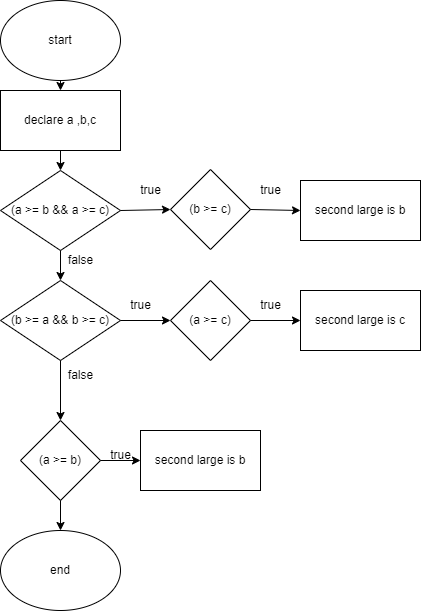 start
declare a ,b,c
true
true
(a >= b && a >= c)
(b >= c)
second large is b
false
true
true
(b >= a && b >= c)
(a >= c)
second large is c
false
(a >= b)
true
second large is b
end